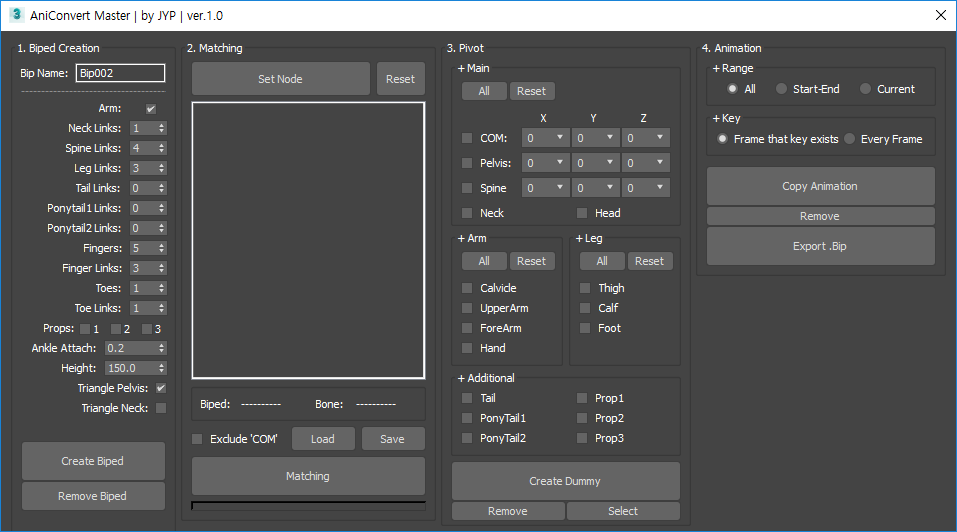 3 AniConvert Master | by JYP | ver.1.0
1. Biped Creation
Bip Name: Bip002
Arm:
Neck Links: 1
Spine Links: 4
Leg Links: 3
Tail Links: 0
Ponytail1 Links: 0
Ponytail2 Links: 0
Fingers: 5
Finger Links: 3
Toes: 1
Toe Links: 1
Props: 1 2 3
Ankle Attach: 0.2
Height: 150.0
Triangle Pelvis:
Triangle Neck:
Create Biped
Remove Biped
2. Matching
Set Node Reset
Biped: ---------- Bone: ----------
Exclude 'COM' Load Save
Matching
3. Pivot
+ Main
All Reset
X Y Z
COM: 0 0 0
Pelvis: 0 0 0
Spine 0 0 0
Neck Head
+ Arm
All Reset
Calvicle
UpperArm
ForeArm
Hand
+ Leg
All Reset
Thigh
Calf
Foot
+ Additional
Tail Prop1
PonyTail1 Prop2
PonyTail2 Prop3
Create Dummy
Remove Select
4. Animation
+ Range
All Start-End Current
+ Key
Frame that key exists Every Frame
Copy Animation
Remove
Export .Bip